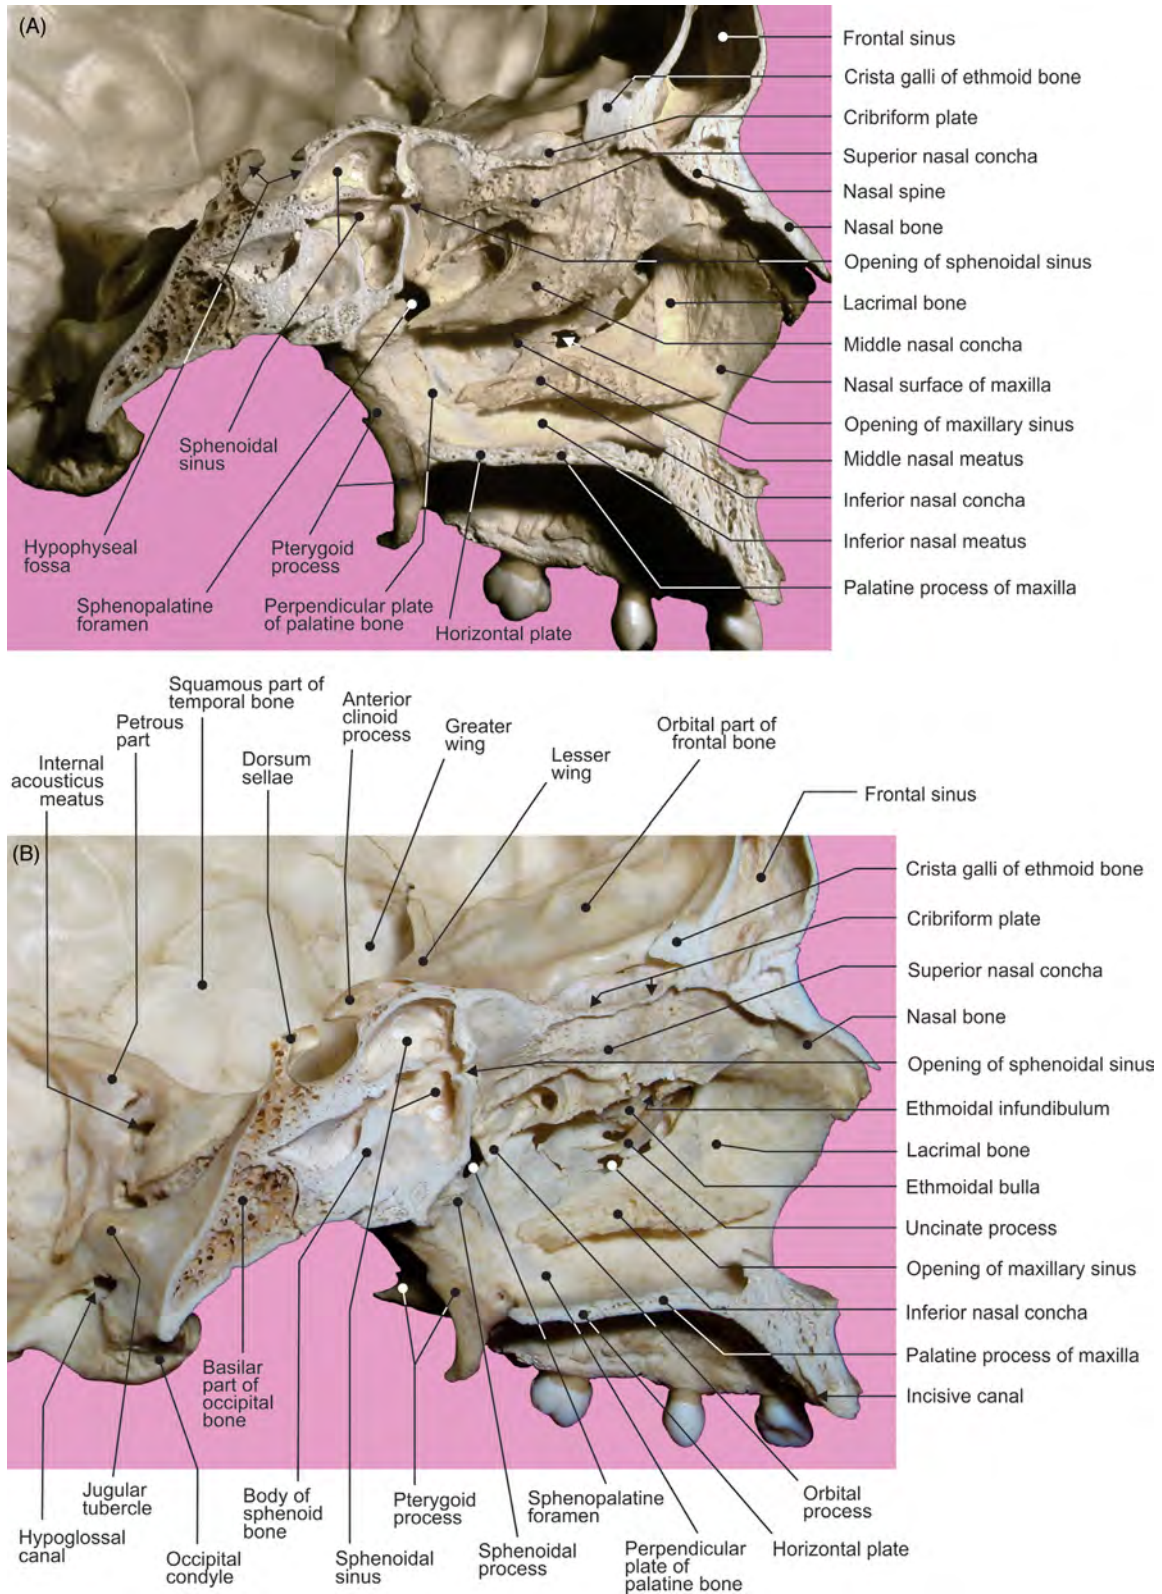 (A)
Frontal sinus
Crista galli of ethmoid bone
Cribriform plate
Superior nasal concha
Nasal spine
Nasal bone
Opening of sphenoidal sinus
Lacrimal bone
Middle nasal concha
Nasal surface of maxilla
Opening of maxillary sinus
Middle nasal meatus
Inferior nasal concha
Inferior nasal meatus
Palatine process of maxilla
Sphenoidal
sinus
Hypophyseal
fossa
Pterygoid
process
Sphenopalatine
foramen
Perpendicular plate
of palatine bone
Horizontal plate
Squamous part of
temporal bone
Petrous
part
Internal
acousticus
meatus
Dorsum
sellae
Anterior
clinoid
process
Greater
wing
Lesser
wing
Orbital part of
frontal bone
Frontal sinus
(B)
Crista galli of ethmoid bone
Cribriform plate
Superior nasal concha
Nasal bone
Opening of sphenoidal sinus
Ethmoidal infundibulum
Lacrimal bone
Ethmoidal bulla
Uncinate process
Opening of maxillary sinus
Inferior nasal concha
Palatine process of maxilla
Incisive canal
Basilar
part of
occipital
bone
Jugular
tubercle
Hypoglossal
canal
Occipital
condyle
Body of
sphenoid
bone
Sphenoidal
sinus
Pterygoid
process
Sphenoidal
process
Sphenopalatine
foramen
Perpendicular
plate of
palatine bone
Orbital
process
Horizontal plate